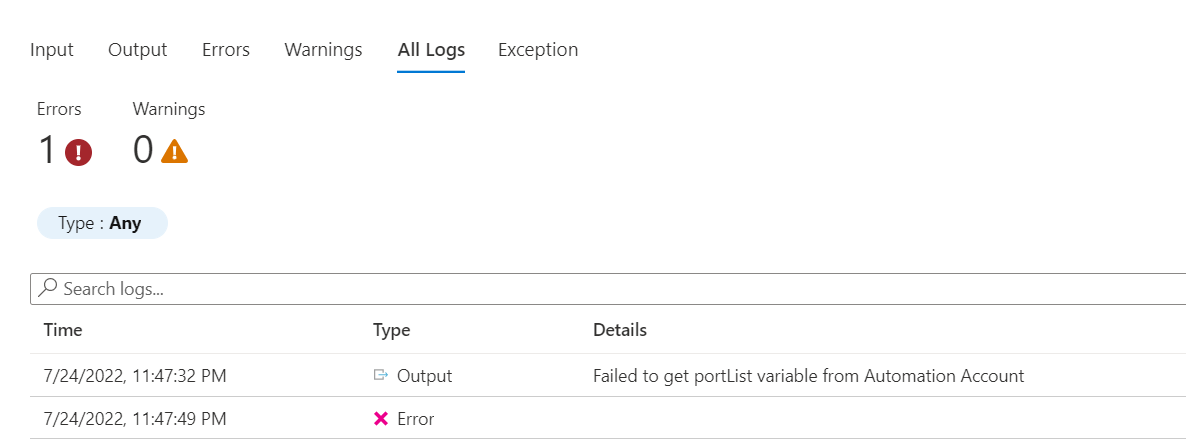 Input Output Errors Warnings All Logs Exception
Errors Warnings
1 0
Type : Any
Search logs...
Time Type Details
7/24/2022, 11:47:32 PM Output Failed to get portList variable from Automation Account
7/24/2022, 11:47:49 PM Error